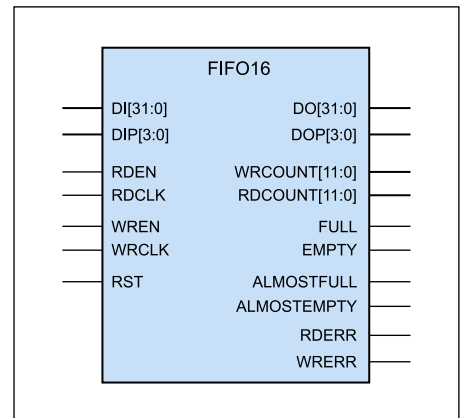 FIFO16
DI[31:0] DO[31:0]
DIP[3:0] DOP[3:0]
RDEN WRCOUNT[11:0]
RDCLK RDCOUNT[11:0]
WREN FULL
WRCLK EMPTY
RST ALMOSTFULL
ALMOSTEMPTY
RDERR
WRERR